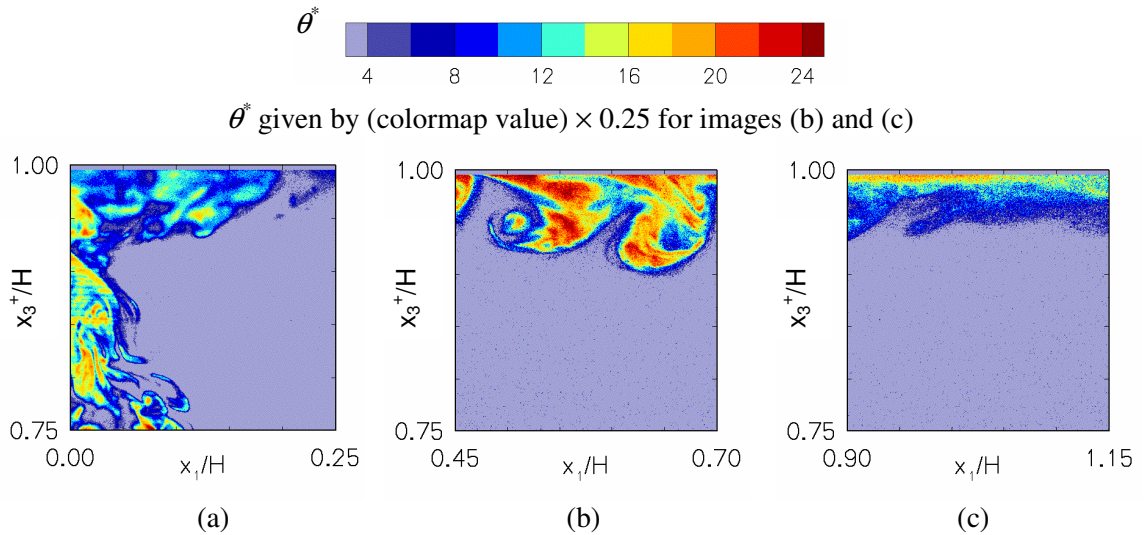 θ*
4 8 12 16 20 24
θ* given by (colormap value) × 0.25 for images (b) and (c)
1.00 1.00 1.00
x₃⁺/H x₃⁺/H x₃⁺/H
0.75 0.75 0.75
0.00 x₁/H 0.25 0.45 x₁/H 0.70 0.90 x₁/H 1.15
(a) (b) (c)